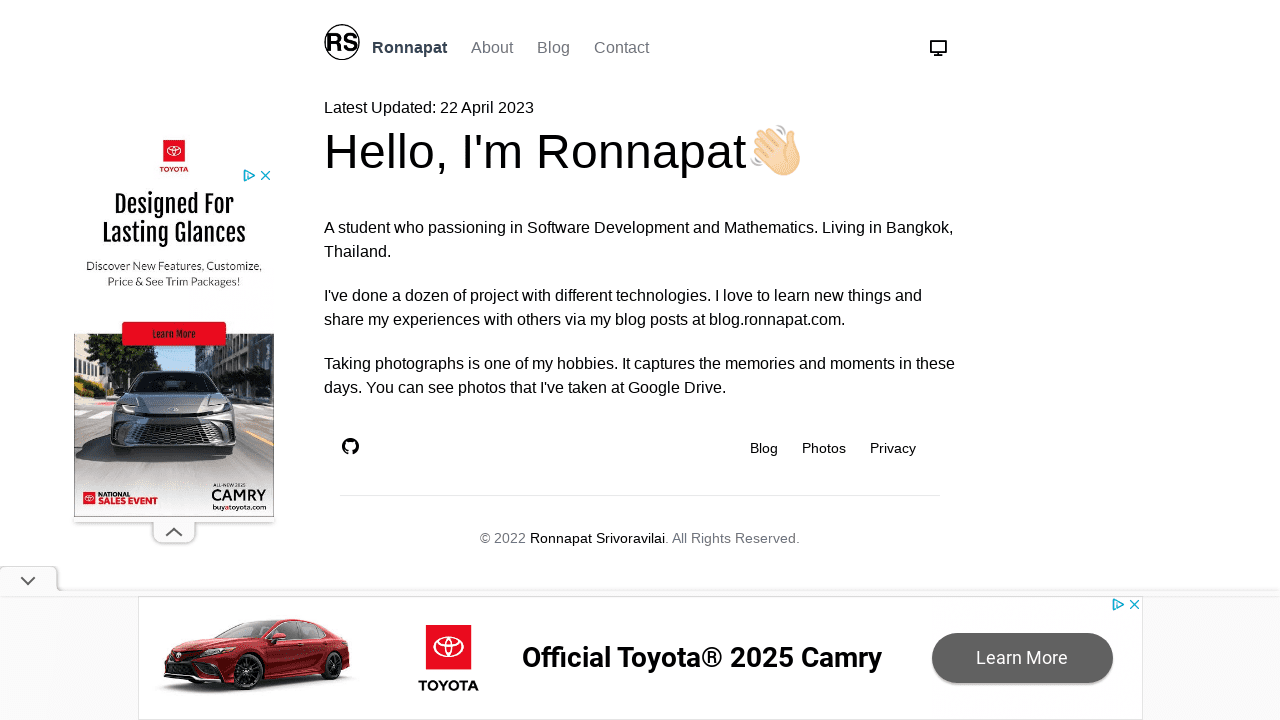 RS
Ronnapat
About
Blog
Contact
Latest Updated: 22 April 2023
Hello, I'm Ronnapat👋🏻
A student who passioning in Software Development and Mathematics. Living in Bangkok,
Thailand.
I've done a dozen of project with different technologies. I love to learn new things and
share my experiences with others via my blog posts at blog.ronnapat.com.
Taking photographs is one of my hobbies. It captures the memories and moments in these
days. You can see photos that I've taken at Google Drive.
Blog
Photos
Privacy
© 2022 Ronnapat Srivoravilai. All Rights Reserved.
TOYOTA
Designed For
Lasting Glances
Discover New Features, Customize,
Price & See Trim Packages!
Learn More
NATIONAL
SALES EVENT
ALL-NEW 2025
CAMRY
buyatoyota.com
TOYOTA
Official Toyota® 2025 Camry
Learn More